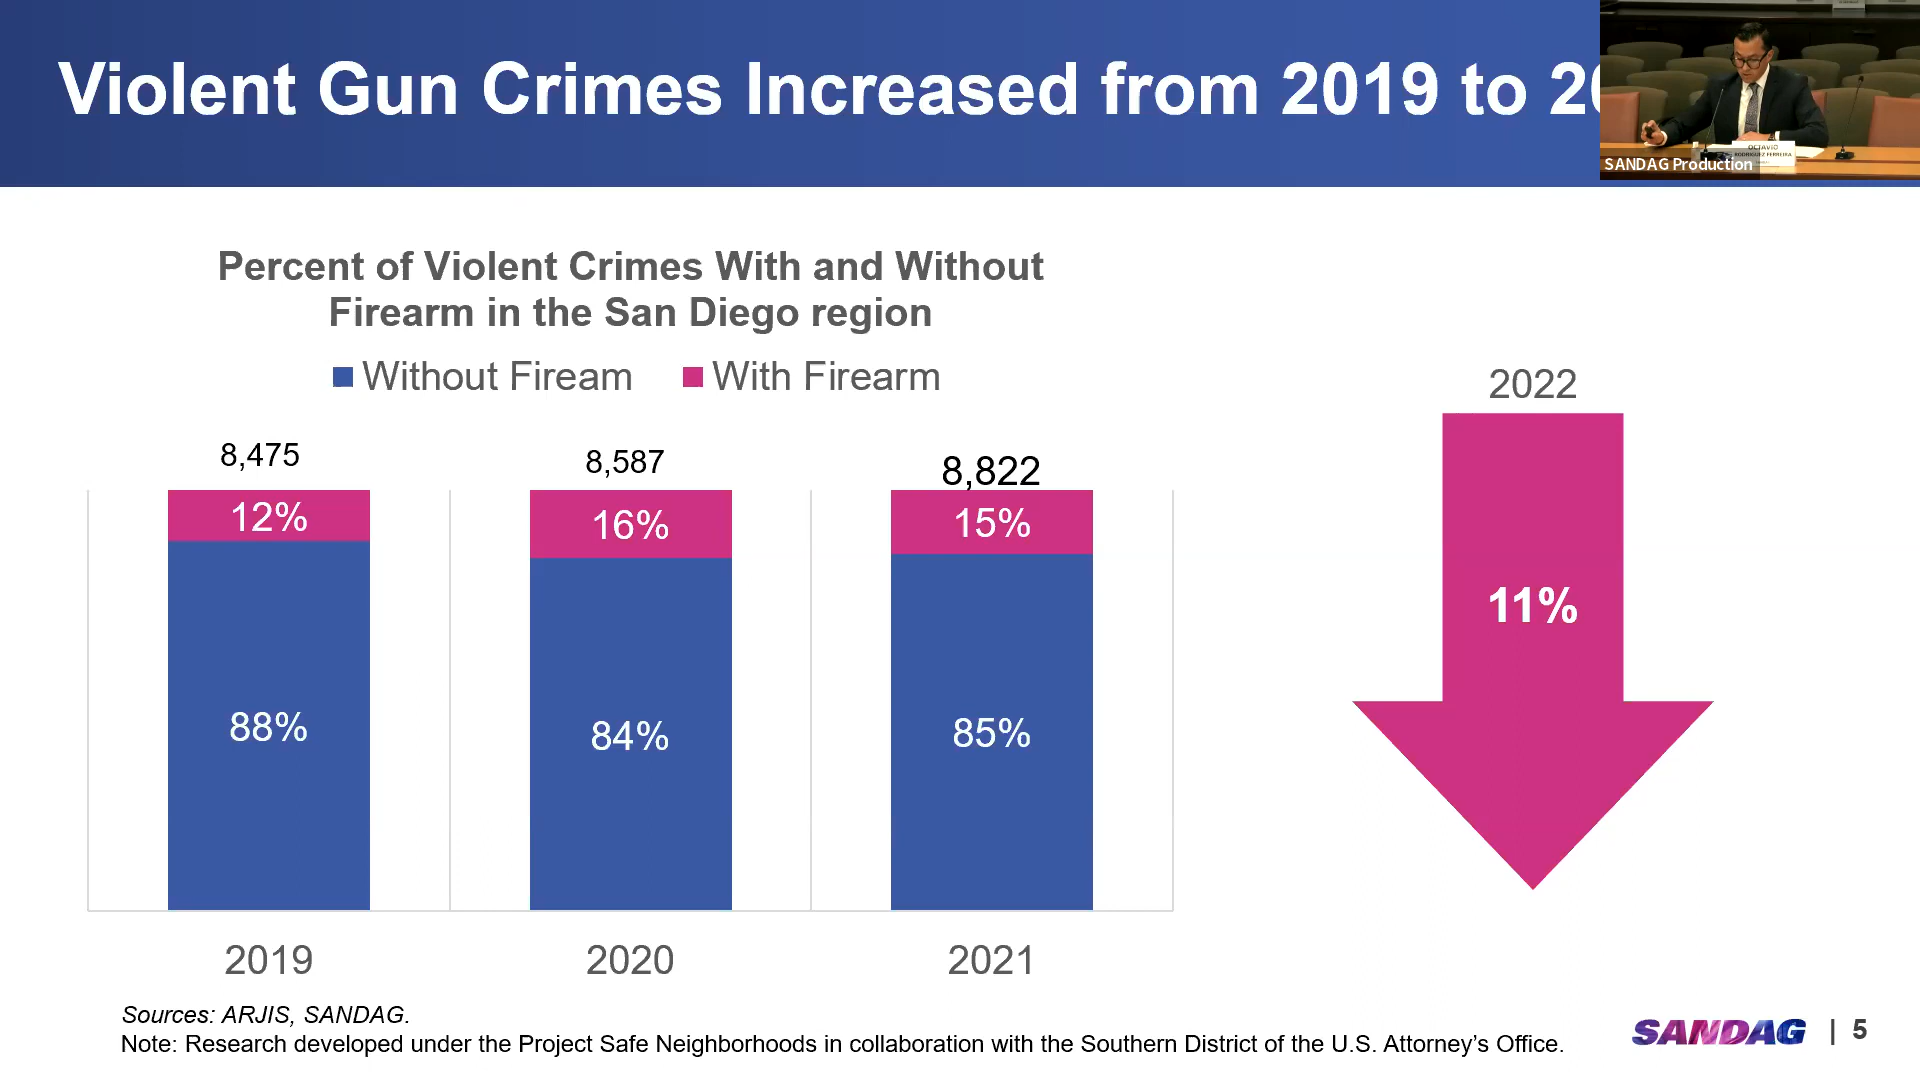 Violent Gun Crimes Increased from 2019 to
OCTAVIO
RODRIGUEZ FERREIRA
SANDAG Production
Percent of Violent Crimes With and Without
Firearm in the San Diego region
Without Fiream
With Firearm
8,475
8,587
8,822
12%
16%
15%
88%
84%
85%
2019
2020
2021
2022
11%
Sources: ARJIS, SANDAG.
Note: Research developed under the Project Safe Neighborhoods in collaboration with the Southern District of the U.S. Attorney’s Office.
SANDAG | 5